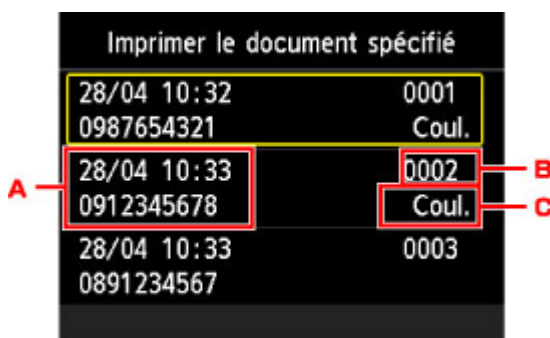 Imprimer le document spécifié
28/04 10:32 0001
0987654321 Coul.
28/04 10:33 0002 B
A
0912345678 Coul. C
28/04 10:33 0003
0891234567